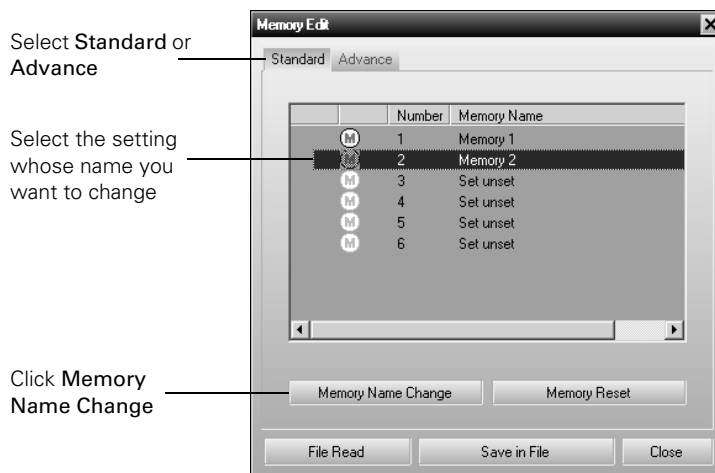 Memory Edit
Select Standard or
Advance
Standard Advance
Number Memory Name
M 1 Memory 1
Select the setting
whose name you
want to change
M 2 Memory 2
M 3 Set unset
M 4 Set unset
M 5 Set unset
M 6 Set unset
Click Memory
Name Change
Memory Name Change Memory Reset
File Read Save in File Close